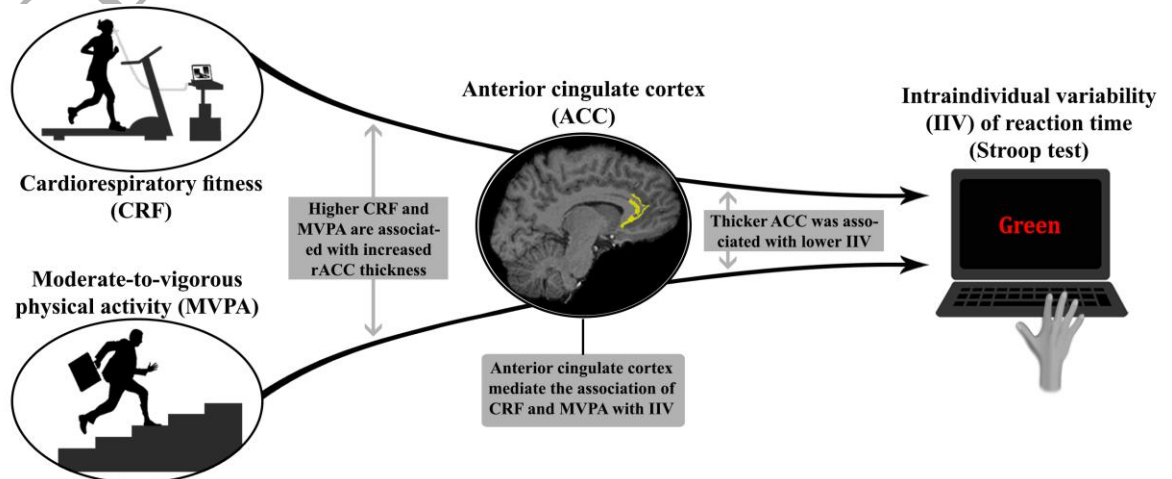 Cardiorespiratory fitness
(CRF)
Moderate-to-vigorous
physical activity (MVPA)
Higher CRF and
MVPA are associat-
ed with increased
rACC thickness
Anterior cingulate cortex
(ACC)
Anterior cingulate cortex
mediate the association of
CRF and MVPA with IIV
Thicker ACC was asso-
ciated with lower IIV
Intraindividual variability
(IIV) of reaction time
(Stroop test)
Green